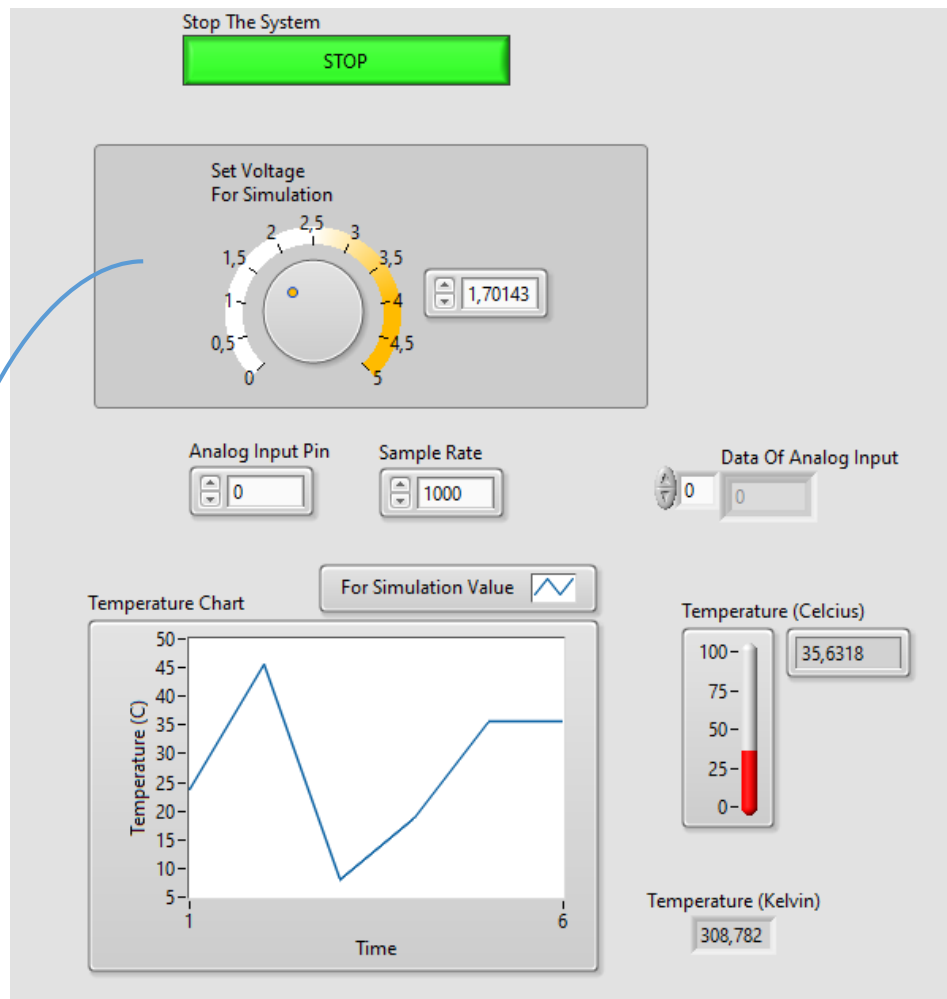 Stop The System
STOP
Set Voltage
For Simulation
0
0,5
1
1,5
2
2,5
3
3,5
4
4,5
5
1,70143
Analog Input Pin
0
Sample Rate
1000
Data Of Analog Input
0
0
For Simulation Value
Temperature Chart
Temperature (C)
50
45
40
35
30
25
20
15
10
5
1
6
Time
Temperature (Celcius)
100
75
50
25
0
35,6318
Temperature (Kelvin)
308,782